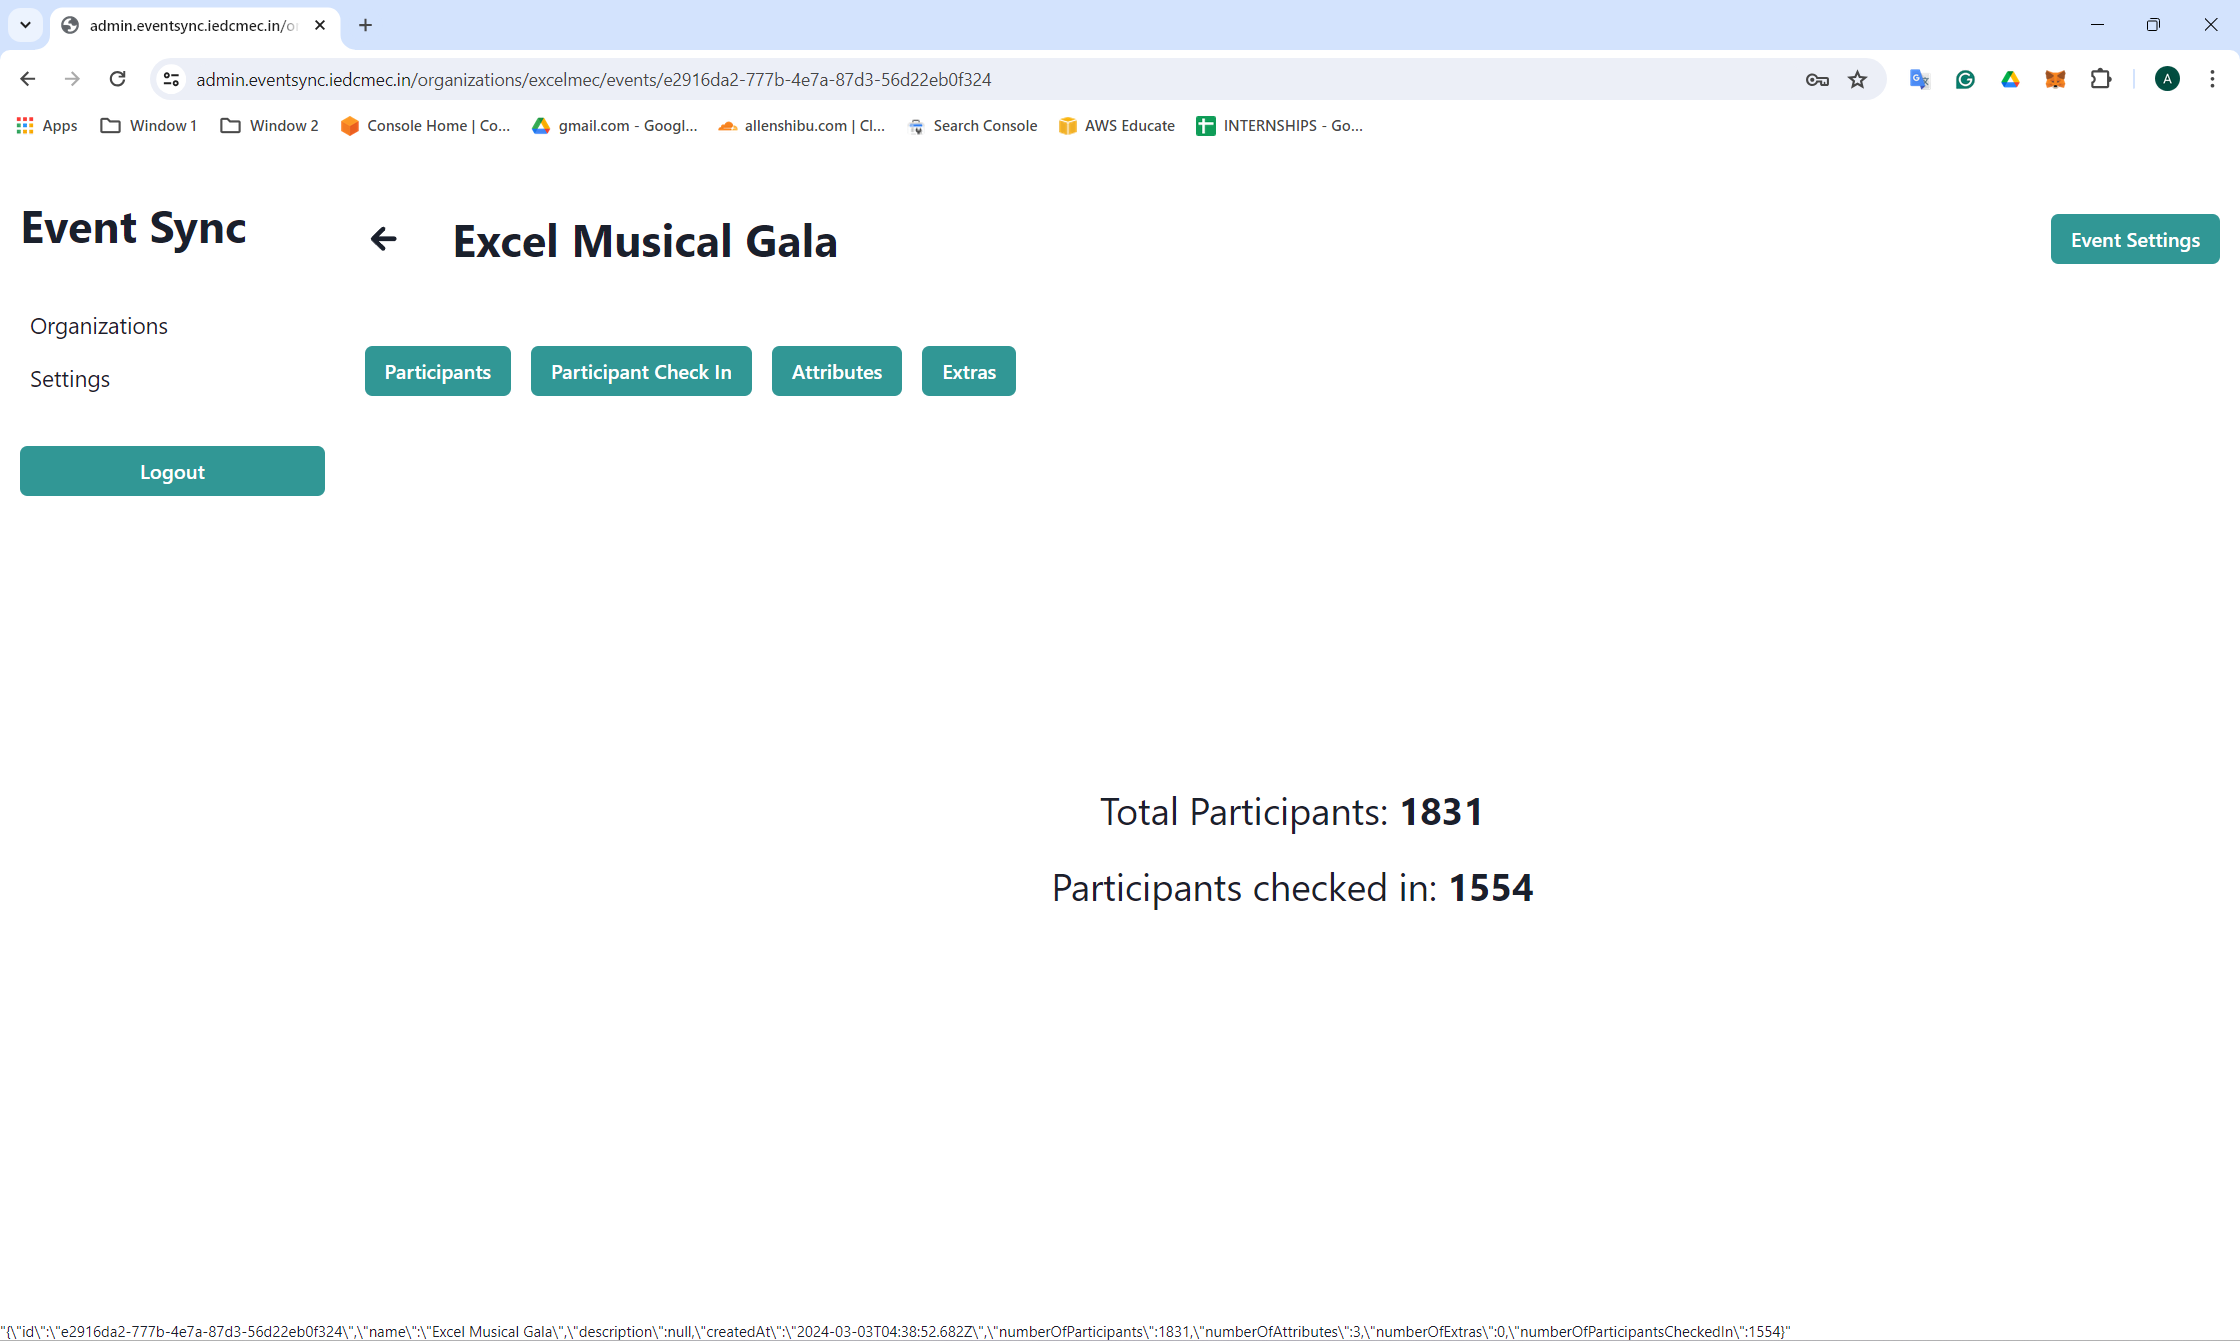 admin.eventsync.iedcmec.in/o
admin.eventsync.iedcmec.in/organizations/excelmec/events/e2916da2-777b-4e7a-87d3-56d22eb0f324
A
Apps
Window 1
Window 2
Console Home | Co...
gmail.com - Googl...
allenshibu.com | Cl...
Search Console
AWS Educate
INTERNSHIPS - Go...
Event Sync
Excel Musical Gala
Event Settings
Organizations
Settings
Logout
Participants
Participant Check In
Attributes
Extras
Total Participants: 1831
Participants checked in: 1554
"{\"id\":\"e2916da2-777b-4e7a-87d3-56d22eb0f324\",\"name\":\"Excel Musical Gala\",\"description\":null,\"createdAt\":\"2024-03-03T04:38:52.682Z\",\"numberOfParticipants\":1831,\"numberOfAttributes\":3,\"numberOfExtras\":0,\"numberOfParticipantsCheckedIn\":1554}"